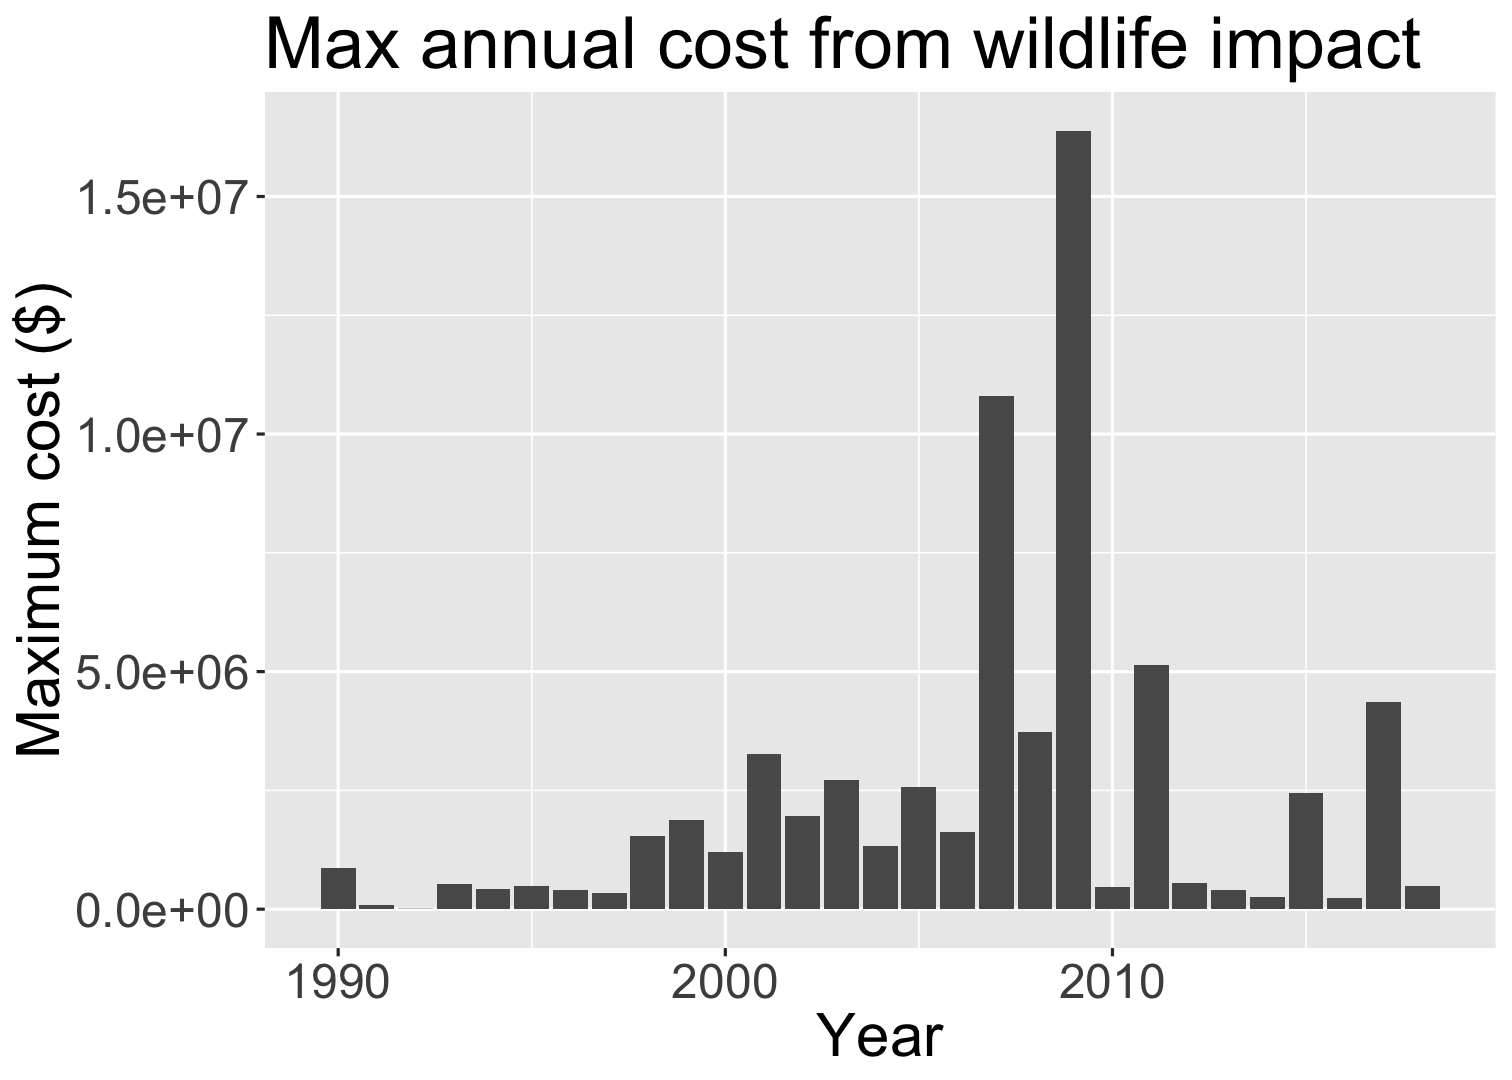 Max annual cost from wildlife impact
Maximum cost ($)
1.5e+07
1.0e+07
5.0e+06
0.0e+00
1990 2000 2010
Year